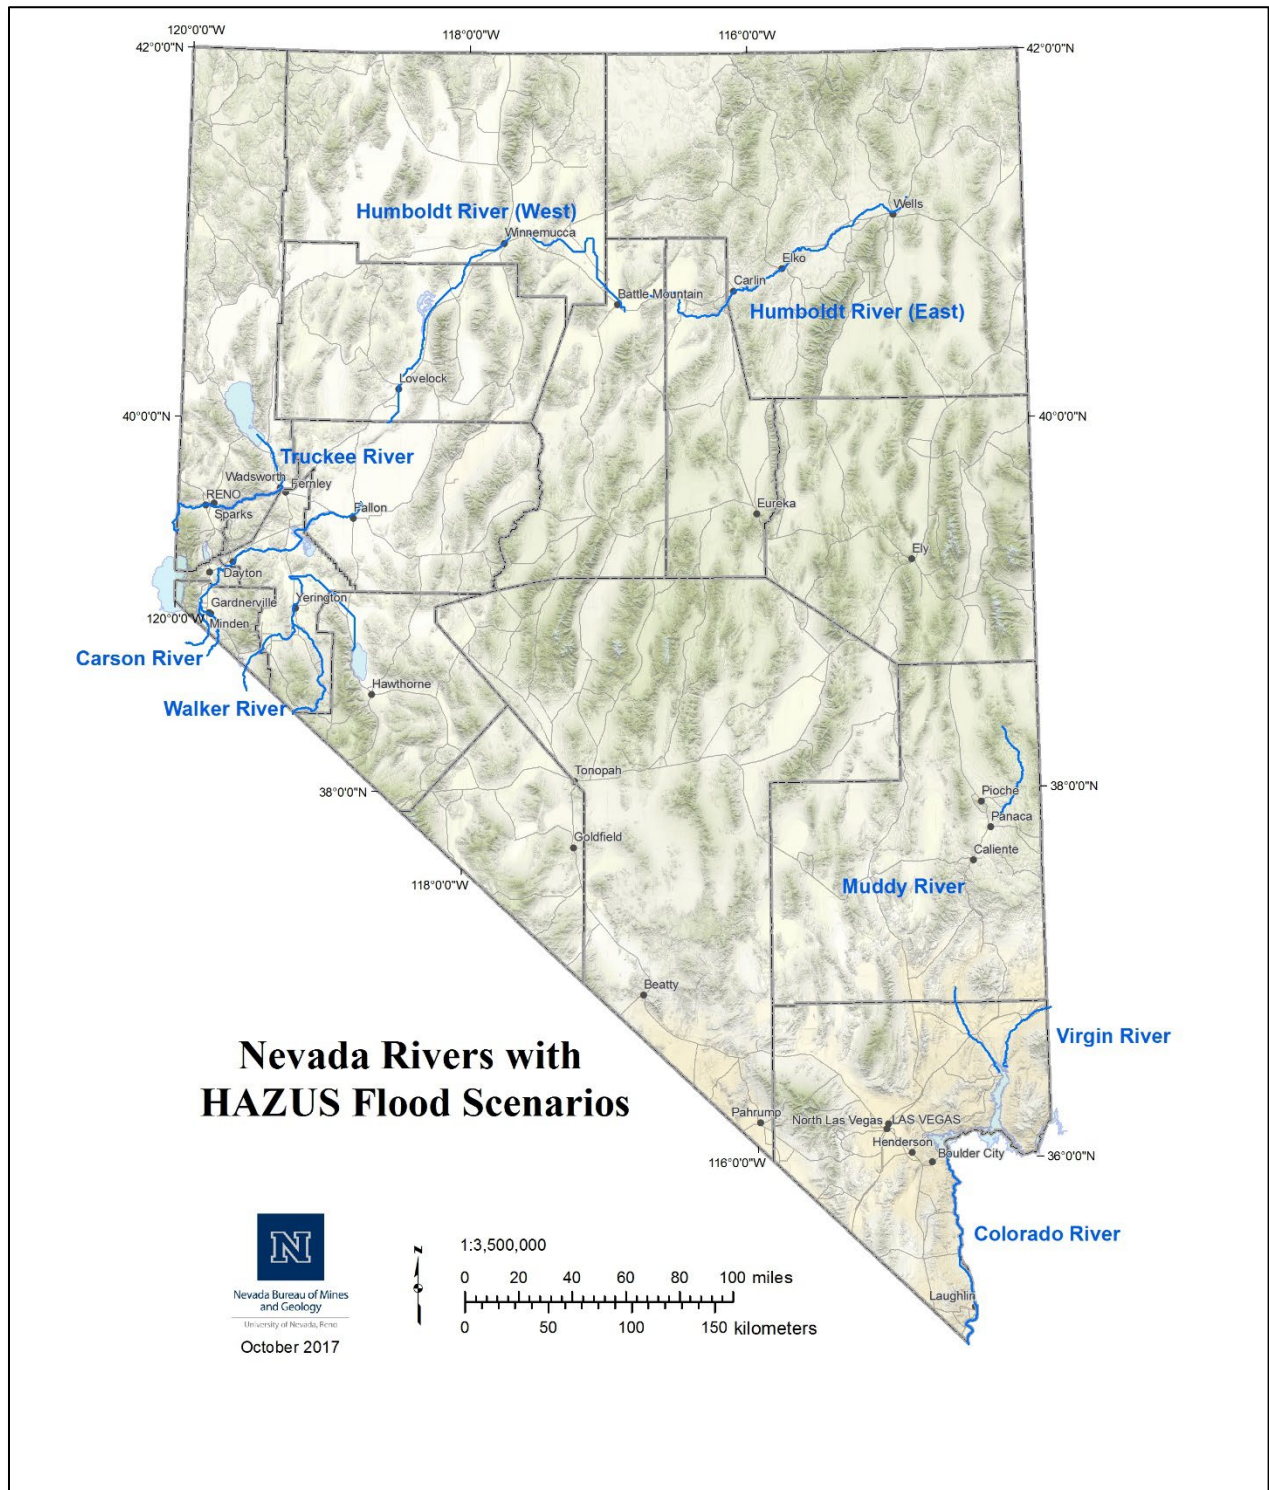 120°0'0"W
118°0'0"W
116°0'0"W
42°0'0"N
42°0'0"N
Wells
Humboldt River (West)
Winnemucca
Elko
Carlin
Battle Mountain
Humboldt River (East)
Lovelock
40°0'0"N
40°0'0"N
Truckee River
Wadsworth
Fernley
RENO
Sparks
Fallon
Eureka
Ely
Dayton
Gardnerville
Yerington
120°0'0"W
Minden
Carson River
Hawthorne
Walker River
Tonopah
38°0'0"N
38°0'0"N
Pioche
Panaca
Goldfield
Caliente
118°0'0"W
Muddy River
Beatty
Virgin River
Nevada Rivers with
HAZUS Flood Scenarios
Pahrump
North Las Vegas
LAS VEGAS
Henderson
Boulder City
116°0'0"W
36°0'0"N
Colorado River
Laughlin
N
Nevada Bureau of Mines
and Geology
University of Nevada, Reno
October 2017
N
1:3,500,000
0 20 40 60 80 100 miles
0 50 100 150 kilometers